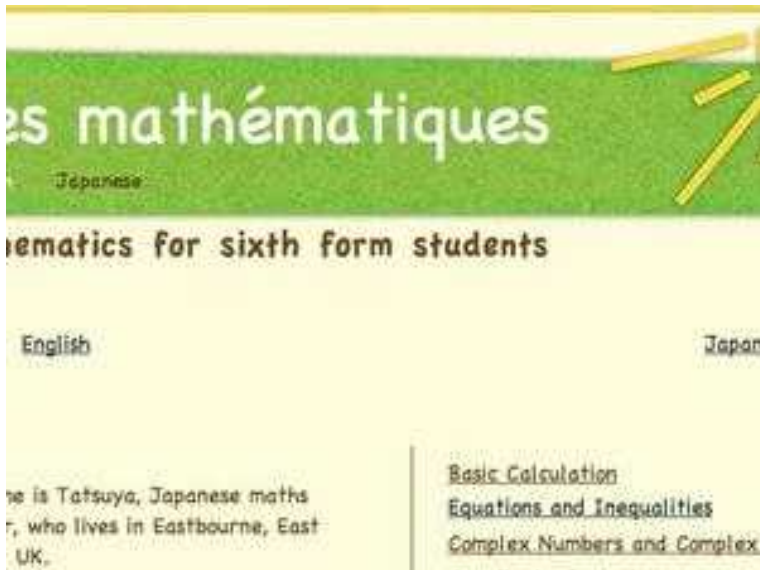 es mathématiques
Japanese
ematics for sixth form students
English
Japan
Basic Calculation
Equations and Inequalities
Complex Numbers and Complex
ne is Tatsuya, Japanese maths
r, who lives in Eastbourne, East
UK.